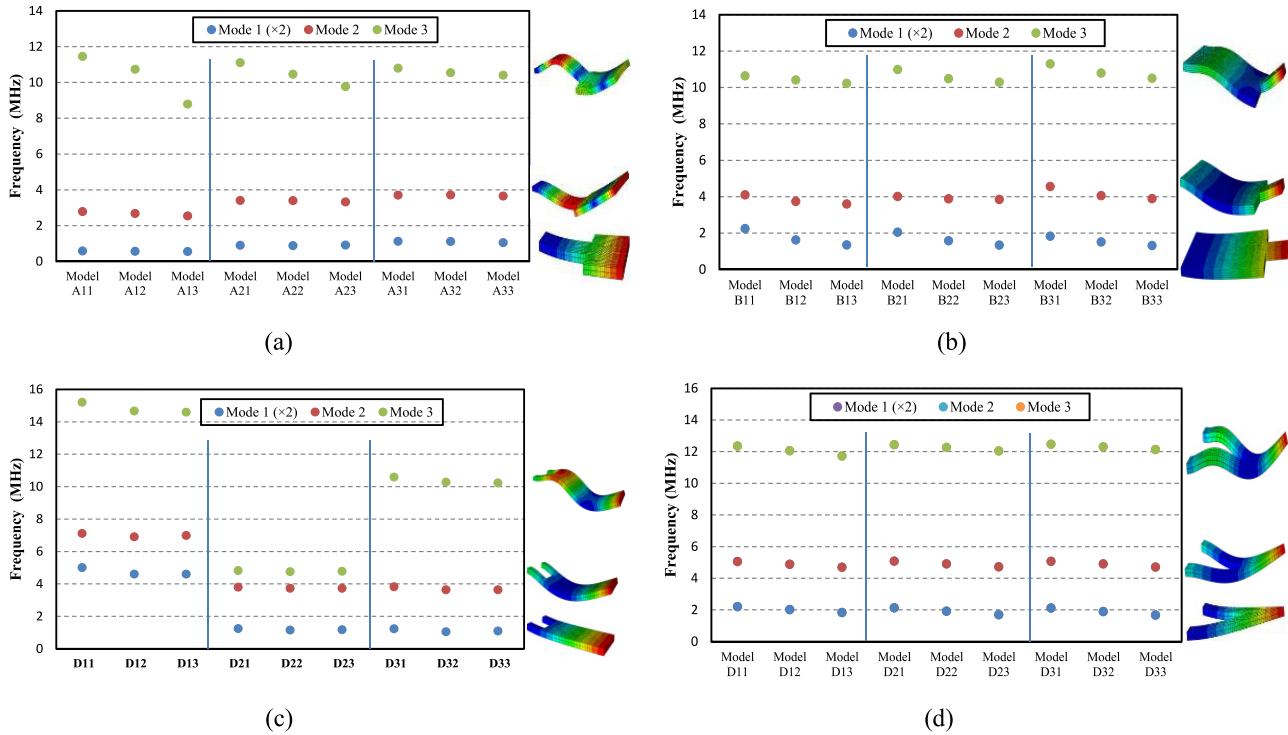 Mode 1 (×2) Mode 2 Mode 3
Frequency (MHz)
14
12
10
8
6
4
2
0
Model A11 Model A12 Model A13 Model A21 Model A22 Model A23 Model A31 Model A32 Model A33
(a)
Mode 1 (×2) Mode 2 Mode 3
Frequency (MHz)
14
12
10
8
6
4
2
0
Model B11 Model B12 Model B13 Model B21 Model B22 Model B23 Model B31 Model B32 Model B33
(b)
Mode 1 (×2) Mode 2 Mode 3
Frequency (MHz)
16
14
12
10
8
6
4
2
0
D11 D12 D13 D21 D22 D23 D31 D32 D33
(c)
Mode 1 (×2) Mode 2 Mode 3
Frequency (MHz)
16
14
12
10
8
6
4
2
0
Model D11 Model D12 Model D13 Model D21 Model D22 Model D23 Model D31 Model D32 Model D33
(d)